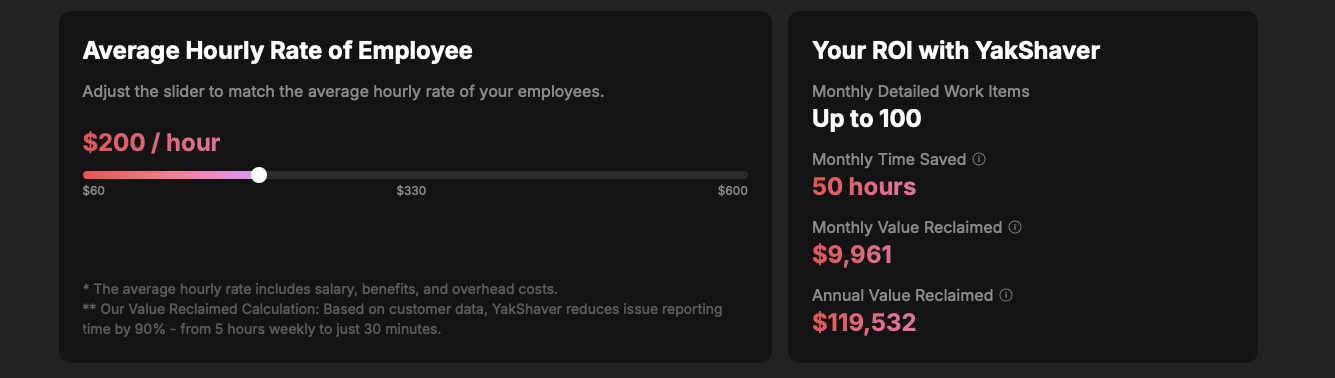 Average Hourly Rate of Employee
Adjust the slider to match the average hourly rate of your employees.
$200 / hour
$60
$330
$600
* The average hourly rate includes salary, benefits, and overhead costs.
** Our Value Reclaimed Calculation: Based on customer data, YakShaver reduces issue reporting
time by 90% - from 5 hours weekly to just 30 minutes.
Your ROI with YakShaver
Monthly Detailed Work Items
Up to 100
Monthly Time Saved ⓘ
50 hours
Monthly Value Reclaimed ⓘ
$9,961
Annual Value Reclaimed ⓘ
$119,532